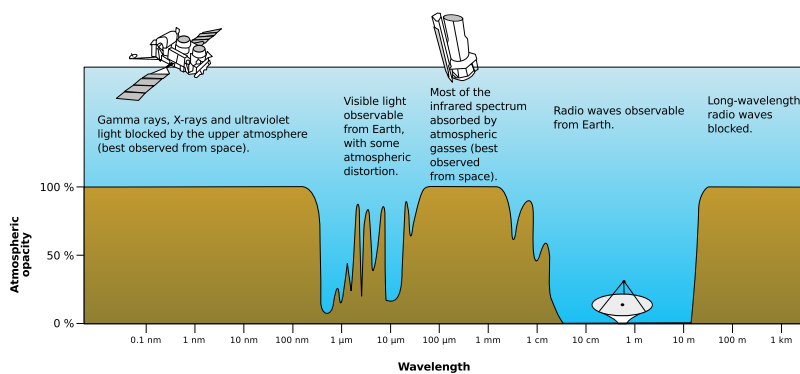 Gamma rays, X-rays and ultraviolet
light blocked by the upper atmosphere
(best observed from space).
Visible light
observable
from Earth,
with some
atmospheric
distortion.
Most of the
infrared spectrum
absorbed by
atmospheric
gasses (best
observed
from space).
Radio waves observable
from Earth.
Long-wavelength
radio waves
blocked.
Atmospheric
opacity
100 %
50 %
0 %
0.1 nm
1 nm
10 nm
100 nm
1 μm
10 μm
100 μm
1 mm
1 cm
10 cm
1 m
10 m
100 m
1 km
Wavelength